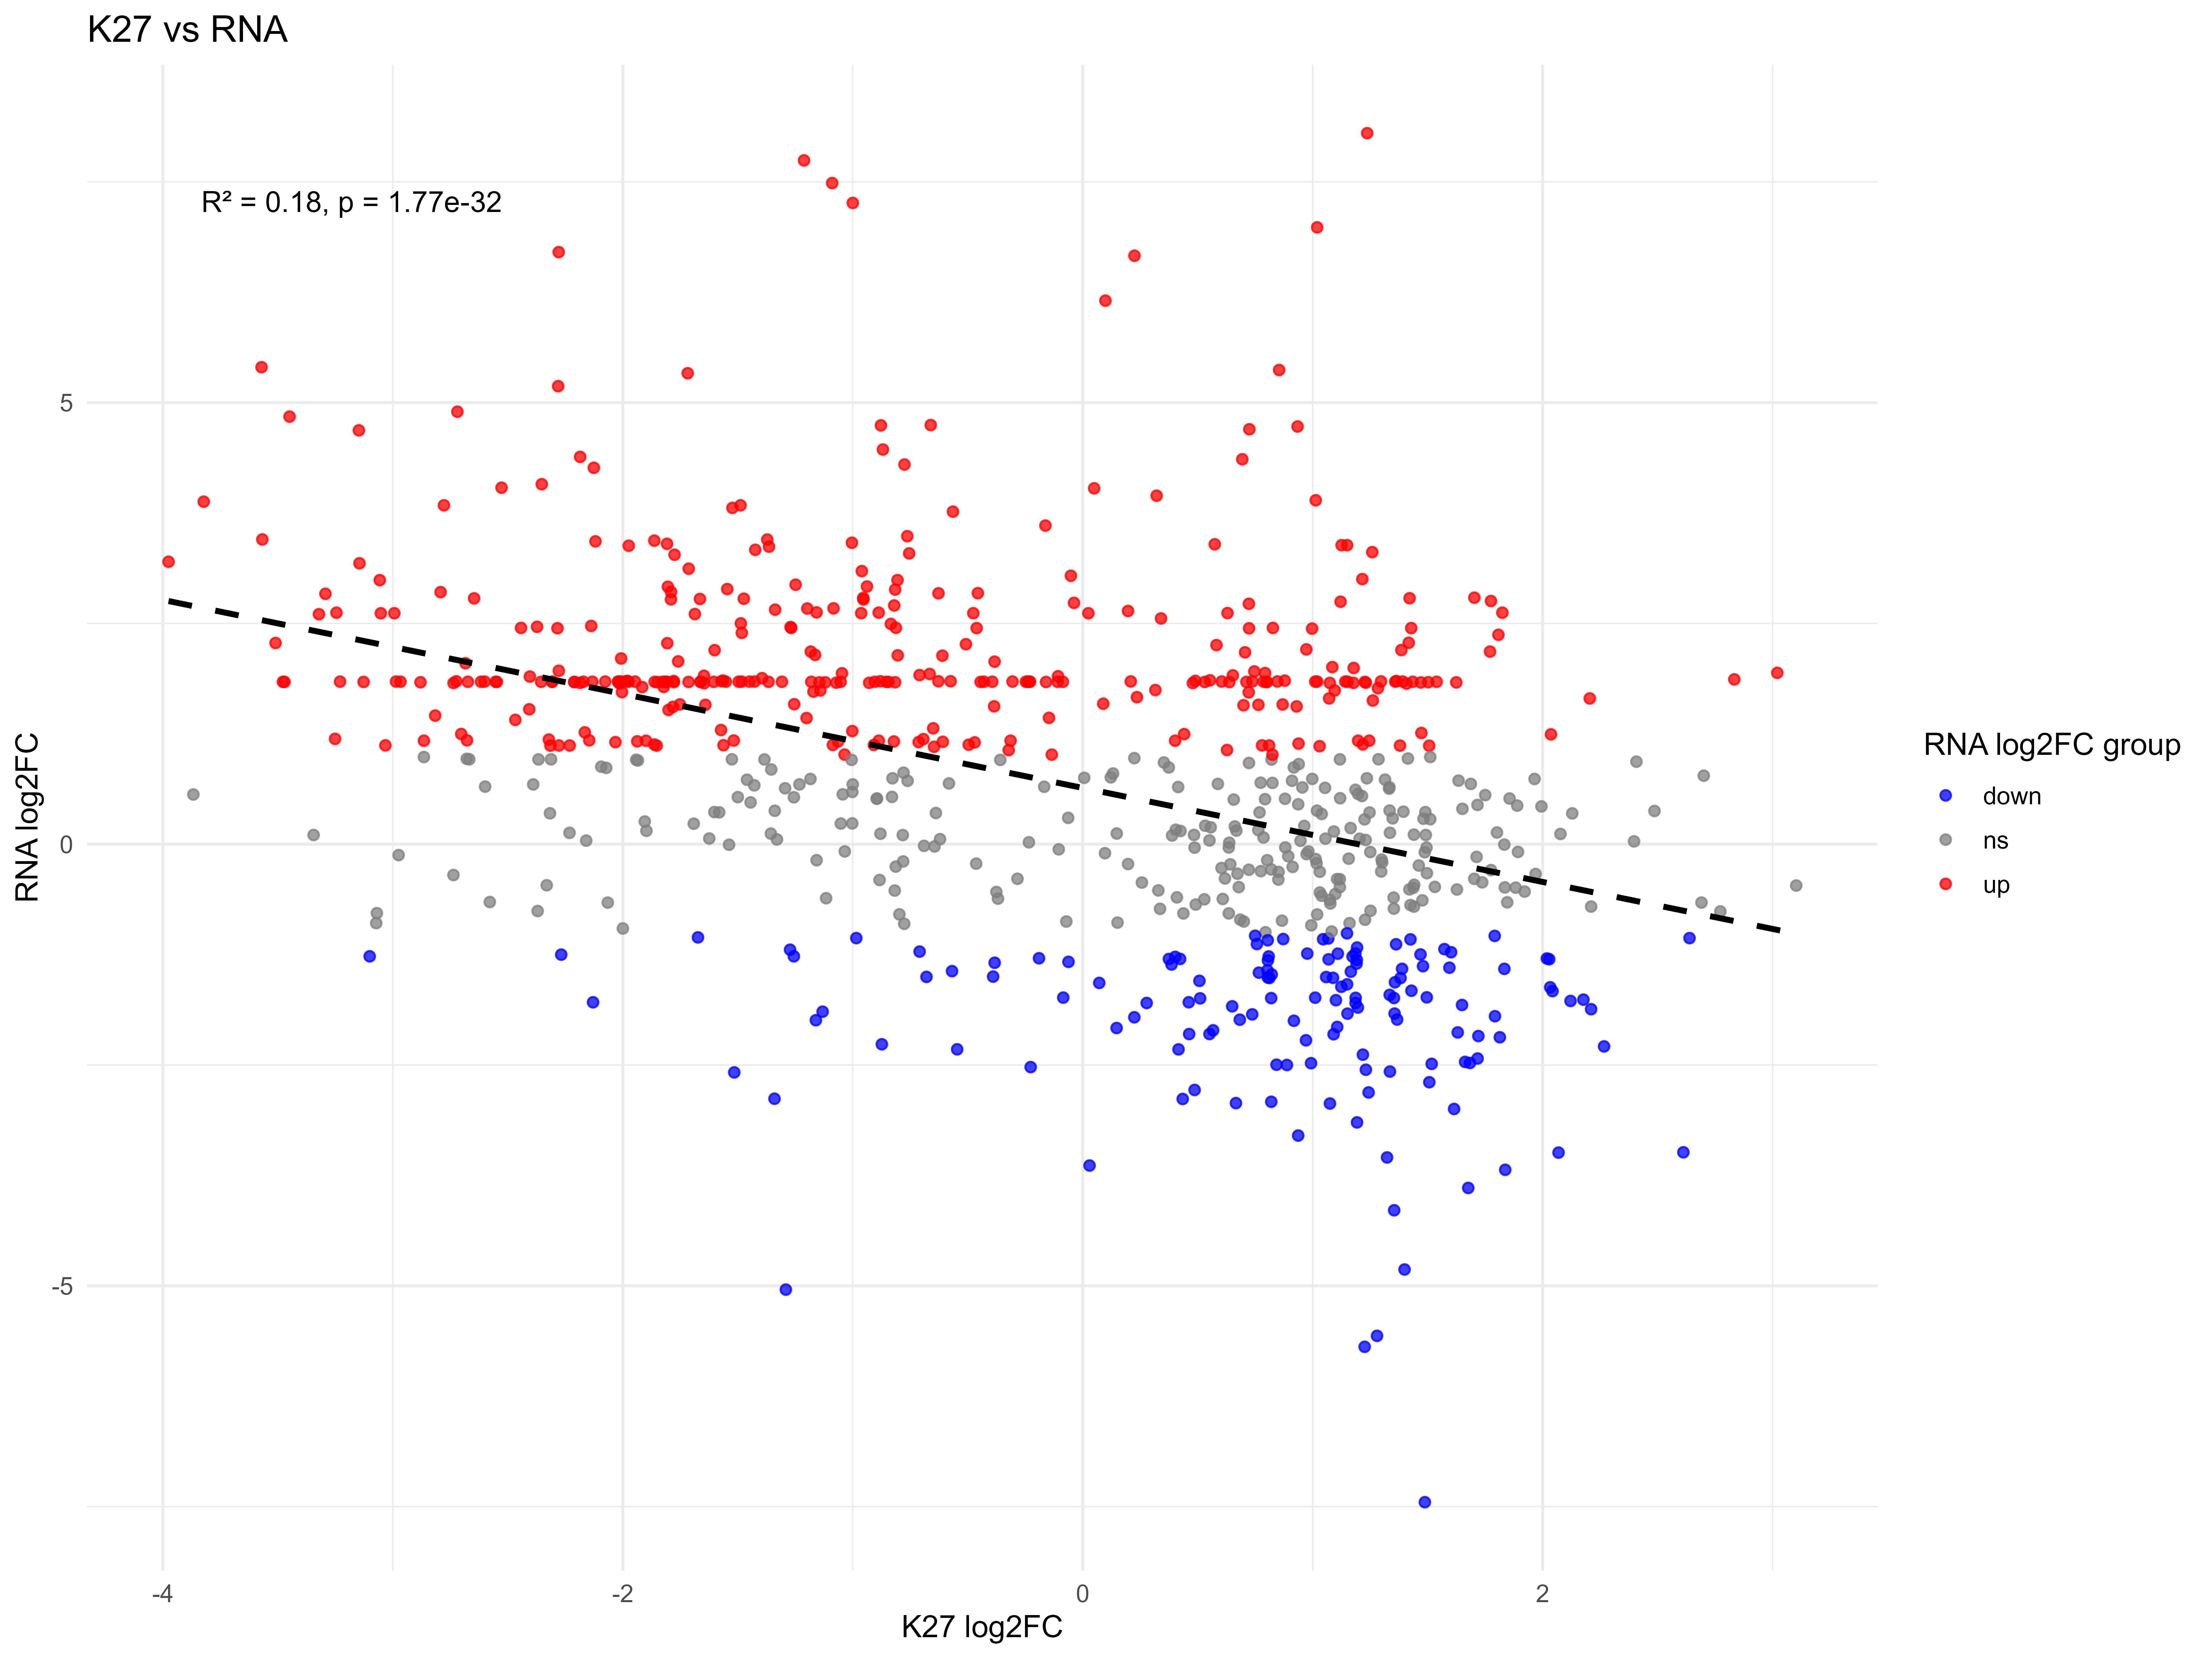 K27 vs RNA
R² = 0.18, p = 1.77e-32
RNA log2FC
5
0
-5
-4
-2
0
2
K27 log2FC
RNA log2FC group
down
ns
up